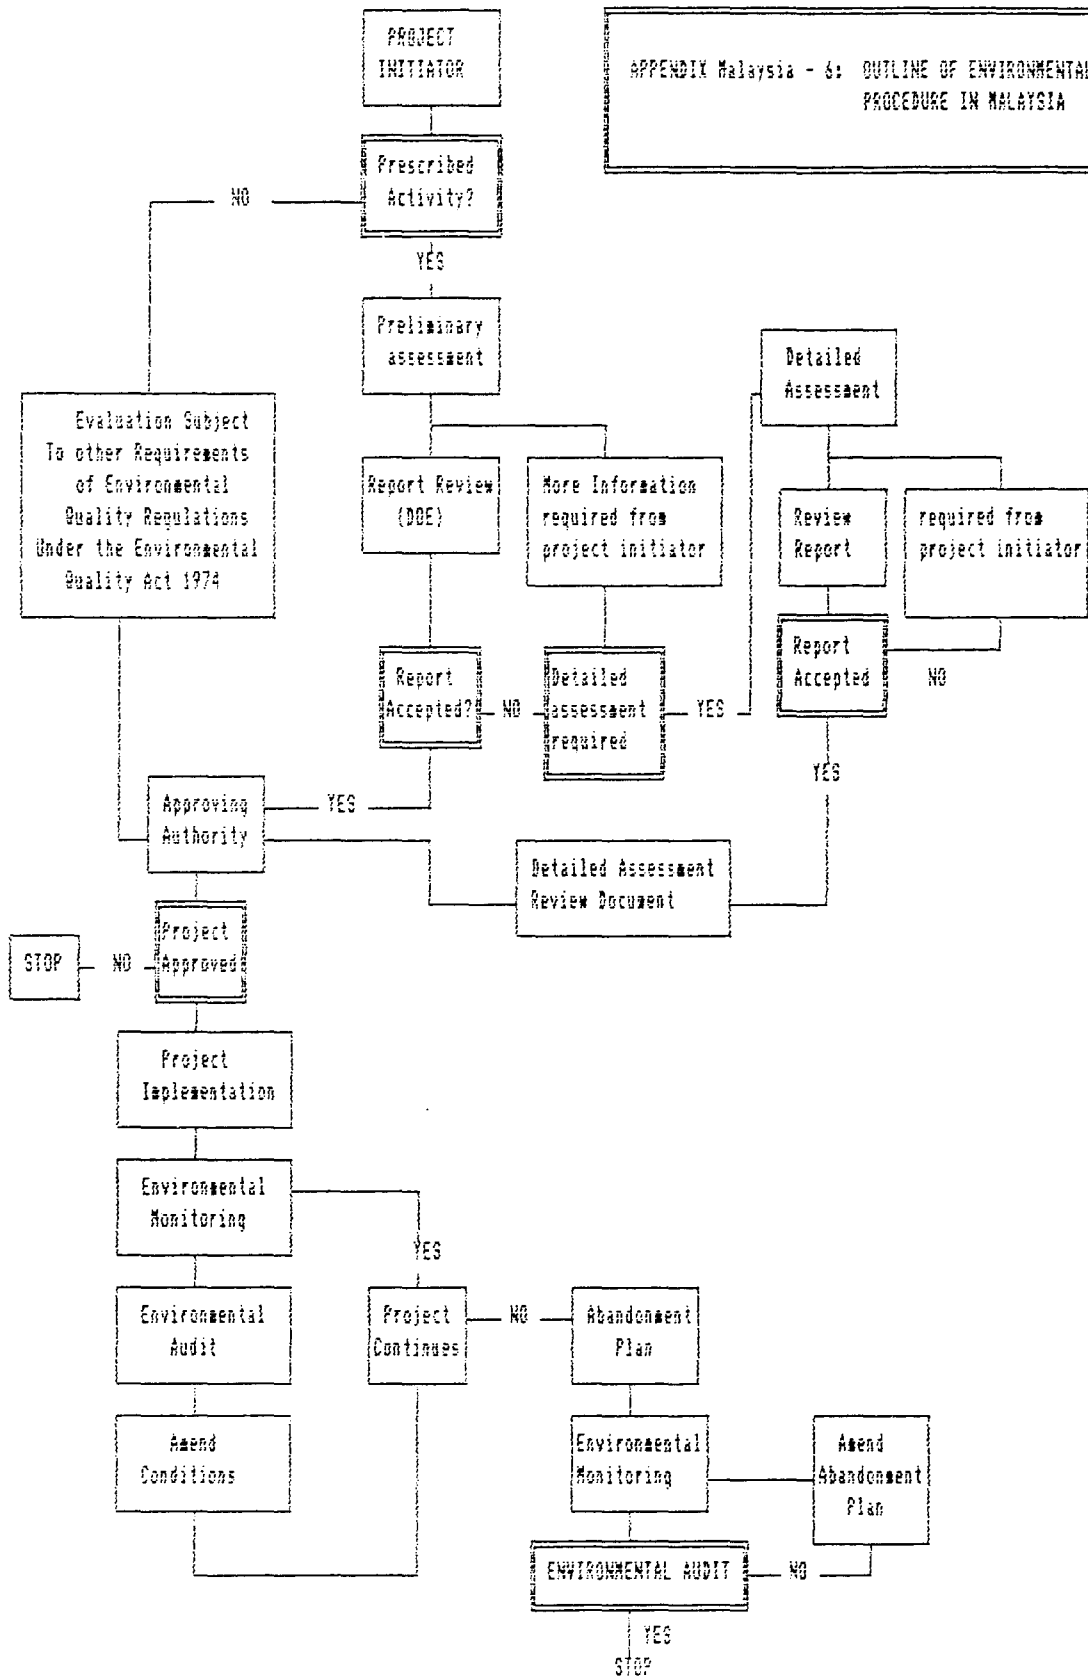 PROJECT
INITIATOR
APPENDIX Malaysia - 6: OUTLINE OF ENVIRONMENTAL
PROCEDURE IN MALAYSIA
Prescribed
Activity?
NO
YES
Preliminary
assessment
Detailed
Assessment
Evaluation Subject
To other Requirements
of Environmental
Quality Regulations
Under the Environmental
Quality Act 1974
Report Review
(DOE)
More Information
required from
project initiator
Review
Report
required from
project initiator
Report
Accepted?
NO
Detailed
assessment
required
YES
Report
Accepted
NO
YES
Approving
Authority
YES
Detailed Assessment
Review Document
Project
Approved
NO
STOP
Project
Implementation
Environmental
Monitoring
YES
Environmental
Audit
Project
Continues
NO
Abandonment
Plan
Amend
Conditions
Environmental
Monitoring
Amend
Abandonment
Plan
ENVIRONMENTAL AUDIT
NO
YES
STOP